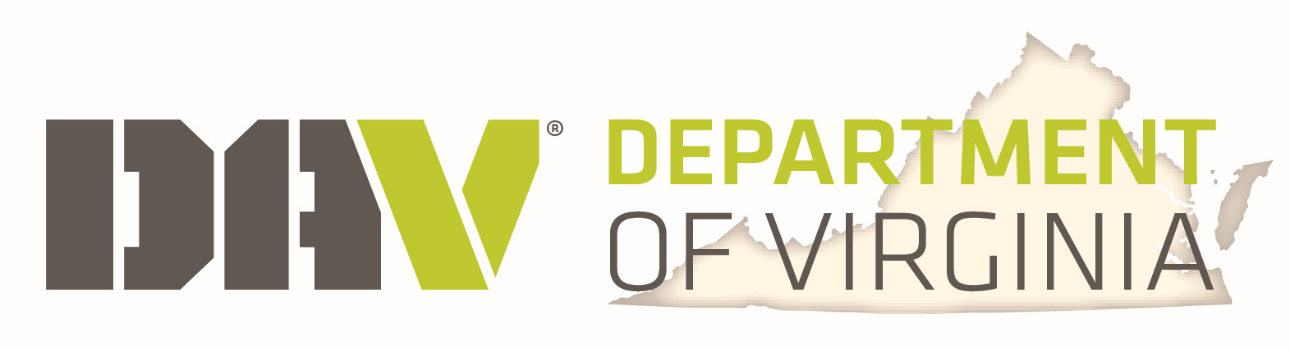 DAV®
DEPARTMENT
OF VIRGINIA